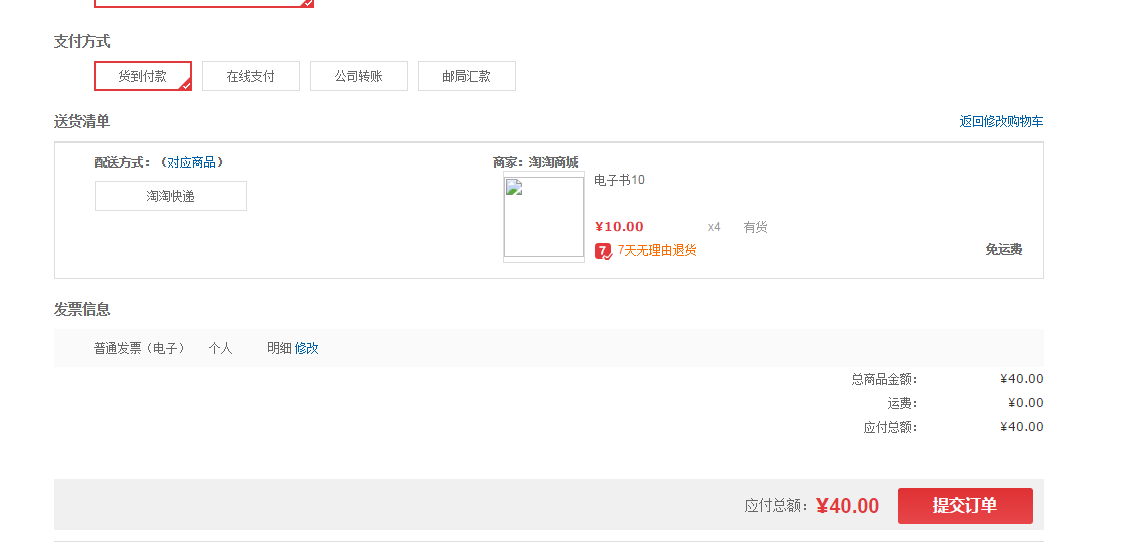 支付方式
货到付款 在线支付 公司转账 邮局汇款
送货清单 返回修改购物车
配送方式：（对应商品） 商家：淘淘商城
淘淘快递 电子书10
¥10.00 x4 有货
7 7天无理由退货 免运费
发票信息
普通发票（电子） 个人 明细 修改
总商品金额： ¥40.00
运费： ¥0.00
应付总额： ¥40.00
应付总额：¥40.00 提交订单